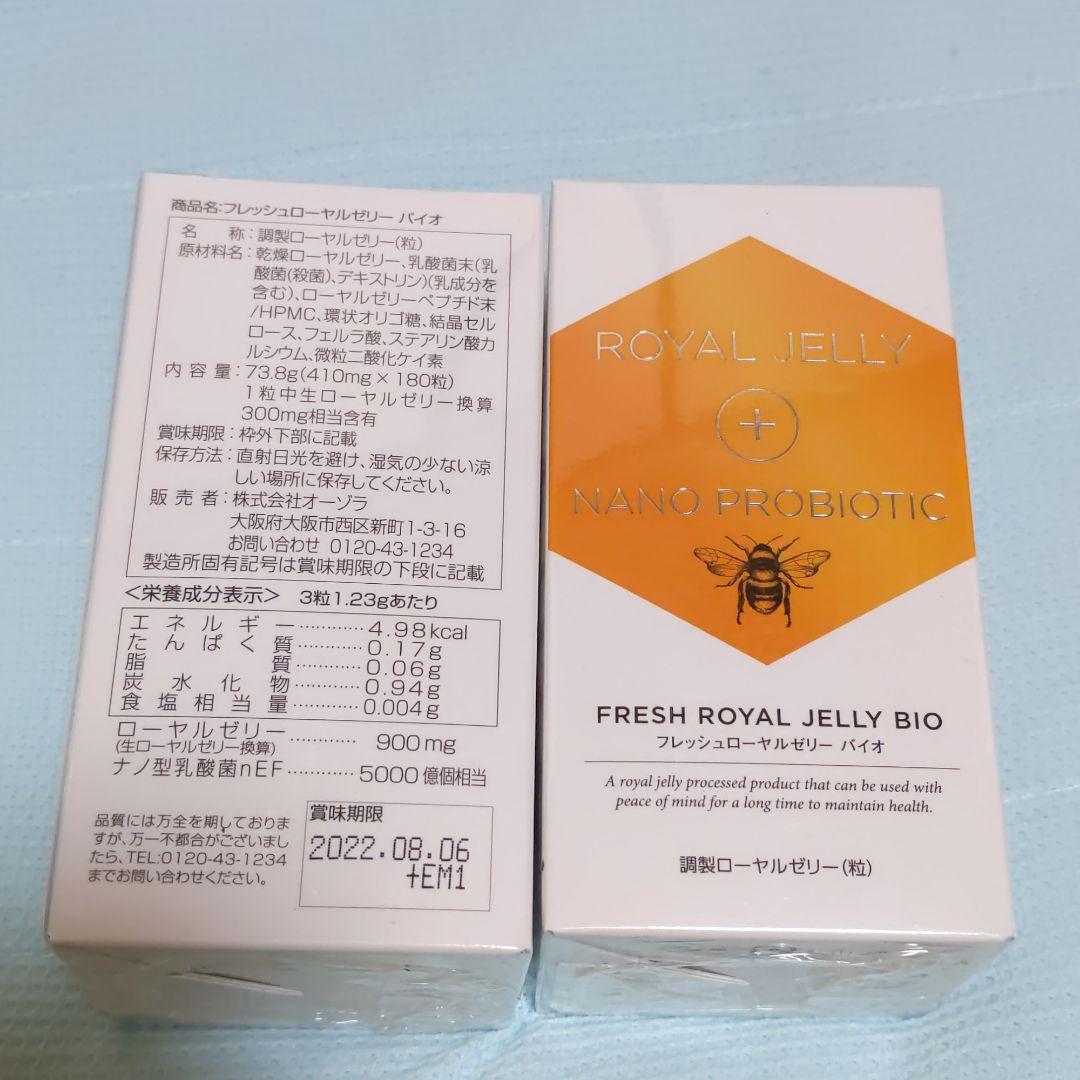 商品名:フレッシュローヤルゼリー バイオ
名 称:調製ローヤルゼリー(粒)
原材料名:乾燥ローヤルゼリー、乳酸菌末(乳
酸菌(殺菌)、デキストリン)(乳成分を
含む)、ローヤルゼリーペプチド末
/HPMC、環状オリゴ糖、結晶セル
ロース、フェルラ酸、ステアリン酸カ
ルシウム、微粒二酸化ケイ素
内容量:73.8g(410mg×180粒)
1粒中生ローヤルゼリー換算
300mg相当含有
賞味期限:枠外下部に記載
保存方法:直射日光を避け、湿気の少ない涼
しい場所に保存してください。
販売者:株式会社オーゾラ
大阪府大阪市西区新町1-3-16
お問い合わせ 0120-43-1234
製造所固有記号は賞味期限の下段に記載
<栄養成分表示> 3粒1.23gあたり
エネルギー…………4.98kcal
たんぱく質…………0.17g
脂質…………0.06g
炭水化物…………0.94g
食塩相当量…………0.004g
ローヤルゼリー…………900mg
(生ローヤルゼリー換算)
ナノ型乳酸菌nEF…………5000億個相当
品質には万全を期しておりま
すが、万一不都合がございまし
たら、TEL:0120-43-1234
までお問い合わせください。
賞味期限
2022.08.06
+EM1
ROYAL JELLY
+
NANO PROBIOTIC
FRESH ROYAL JELLY BIO
フレッシュローヤルゼリー バイオ
A royal jelly processed product that can be used with
peace of mind for a long time to maintain health.
調製ローヤルゼリー(粒)